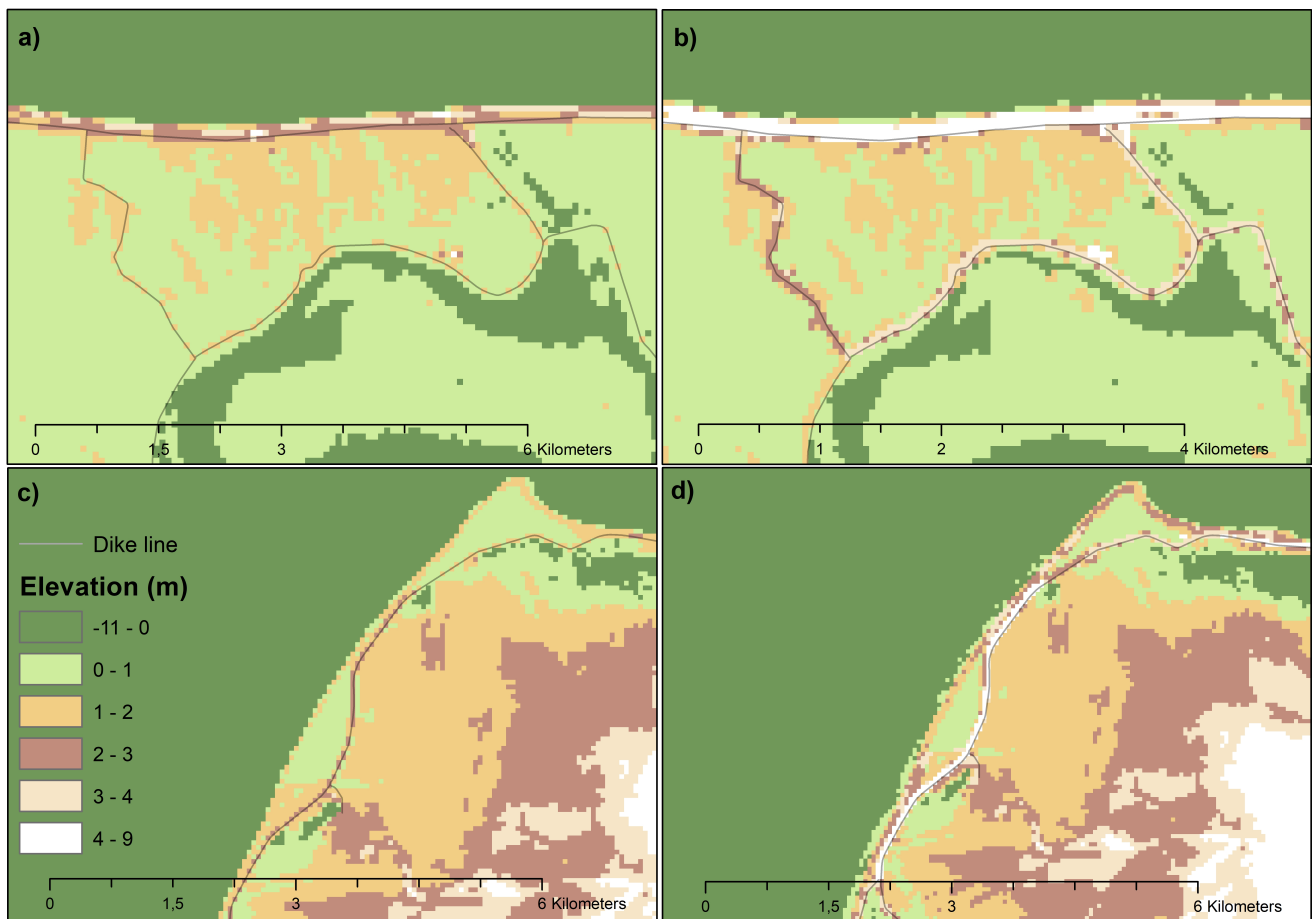 a)
b)
0 1,5 3 6 Kilometers
0 1 2 4 Kilometers
c)
d)
Dike line
Elevation (m)
-11 - 0
0 - 1
1 - 2
2 - 3
3 - 4
4 - 9
0 1,5 3 6 Kilometers
0 1,5 3 6 Kilometers